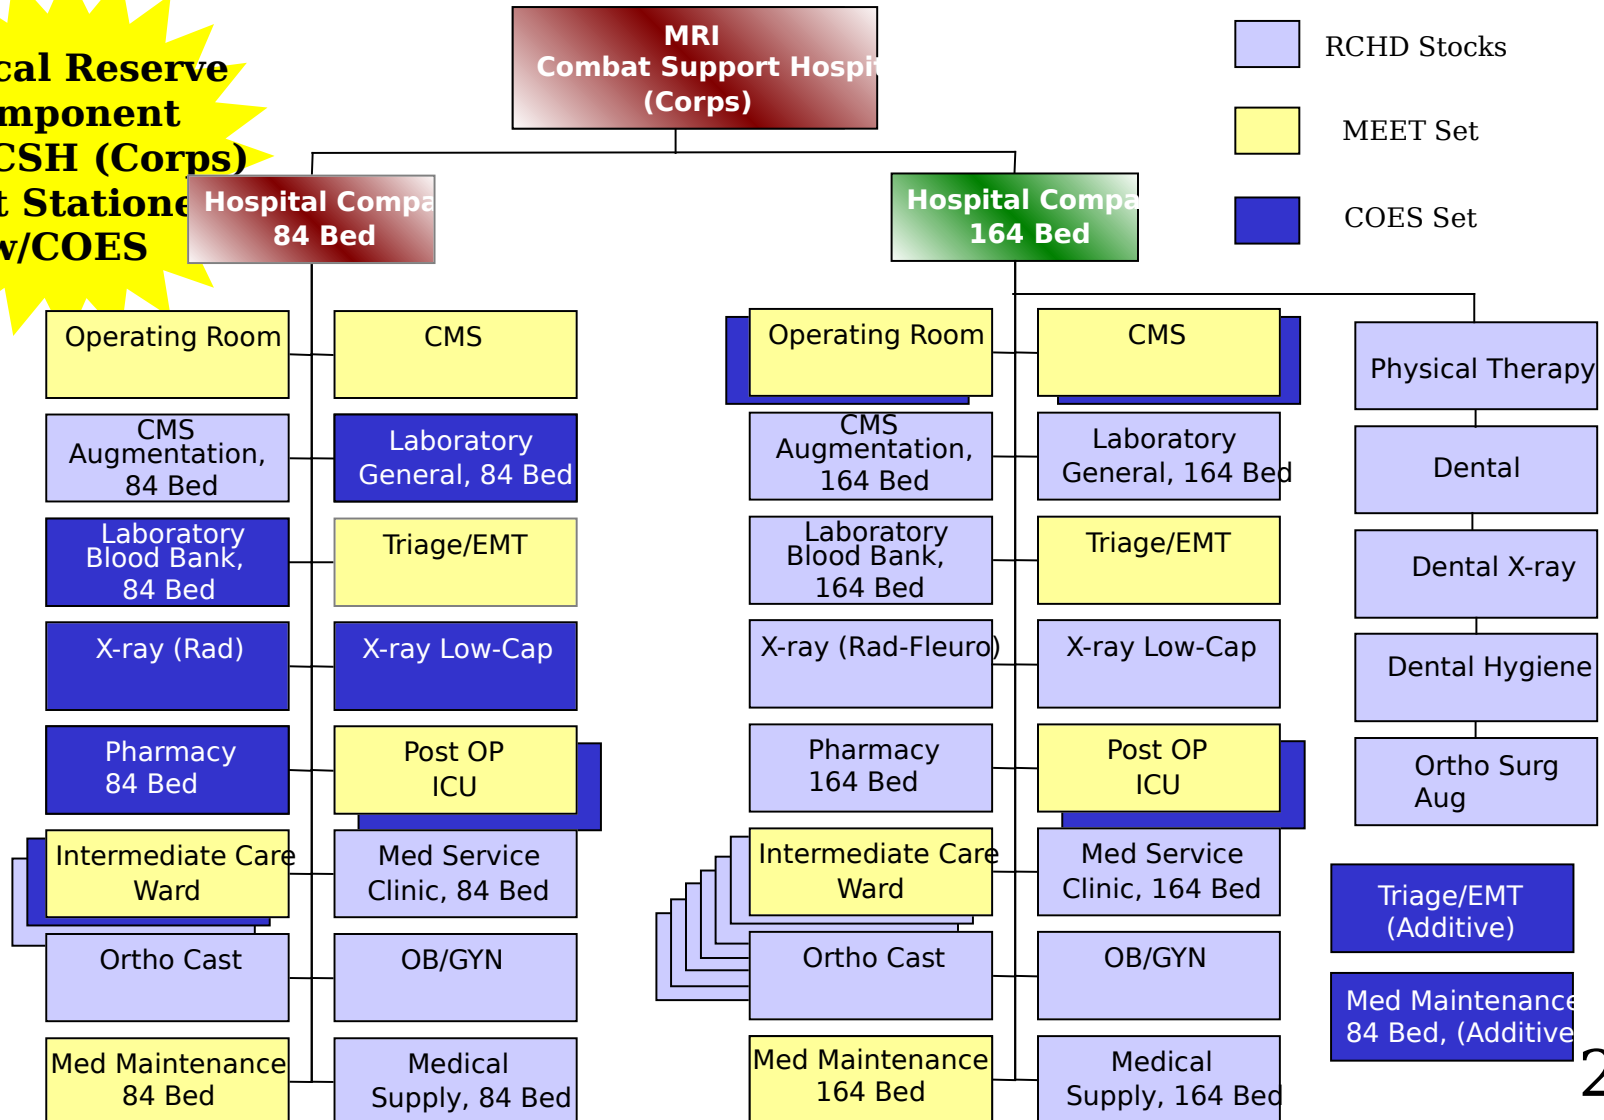 cal Reserve
mponent
CSH (Corps)
t Statione
w/COES
MRI
Combat Support Hospit
(Corps)
RCHD Stocks
MEET Set
COES Set
Hospital Compa
84 Bed
Hospital Compa
164 Bed
Operating Room
CMS
CMS
Augmentation,
84 Bed
Laboratory
General, 84 Bed
Laboratory
Blood Bank,
84 Bed
Triage/EMT
X-ray (Rad)
X-ray Low-Cap
Pharmacy
84 Bed
Post OP
ICU
Intermediate Care
Ward
Med Service
Clinic, 84 Bed
Ortho Cast
OB/GYN
Med Maintenance
84 Bed
Medical
Supply, 84 Bed
Operating Room
CMS
CMS
Augmentation,
164 Bed
Laboratory
General, 164 Bed
Laboratory
Blood Bank,
164 Bed
Triage/EMT
X-ray (Rad-Fleuro)
X-ray Low-Cap
Pharmacy
164 Bed
Post OP
ICU
Intermediate Care
Ward
Med Service
Clinic, 164 Bed
Ortho Cast
OB/GYN
Med Maintenance
164 Bed
Medical
Supply, 164 Bed
Physical Therapy
Dental
Dental X-ray
Dental Hygiene
Ortho Surg
Aug
Triage/EMT
(Additive)
Med Maintenance
84 Bed, (Additive
2